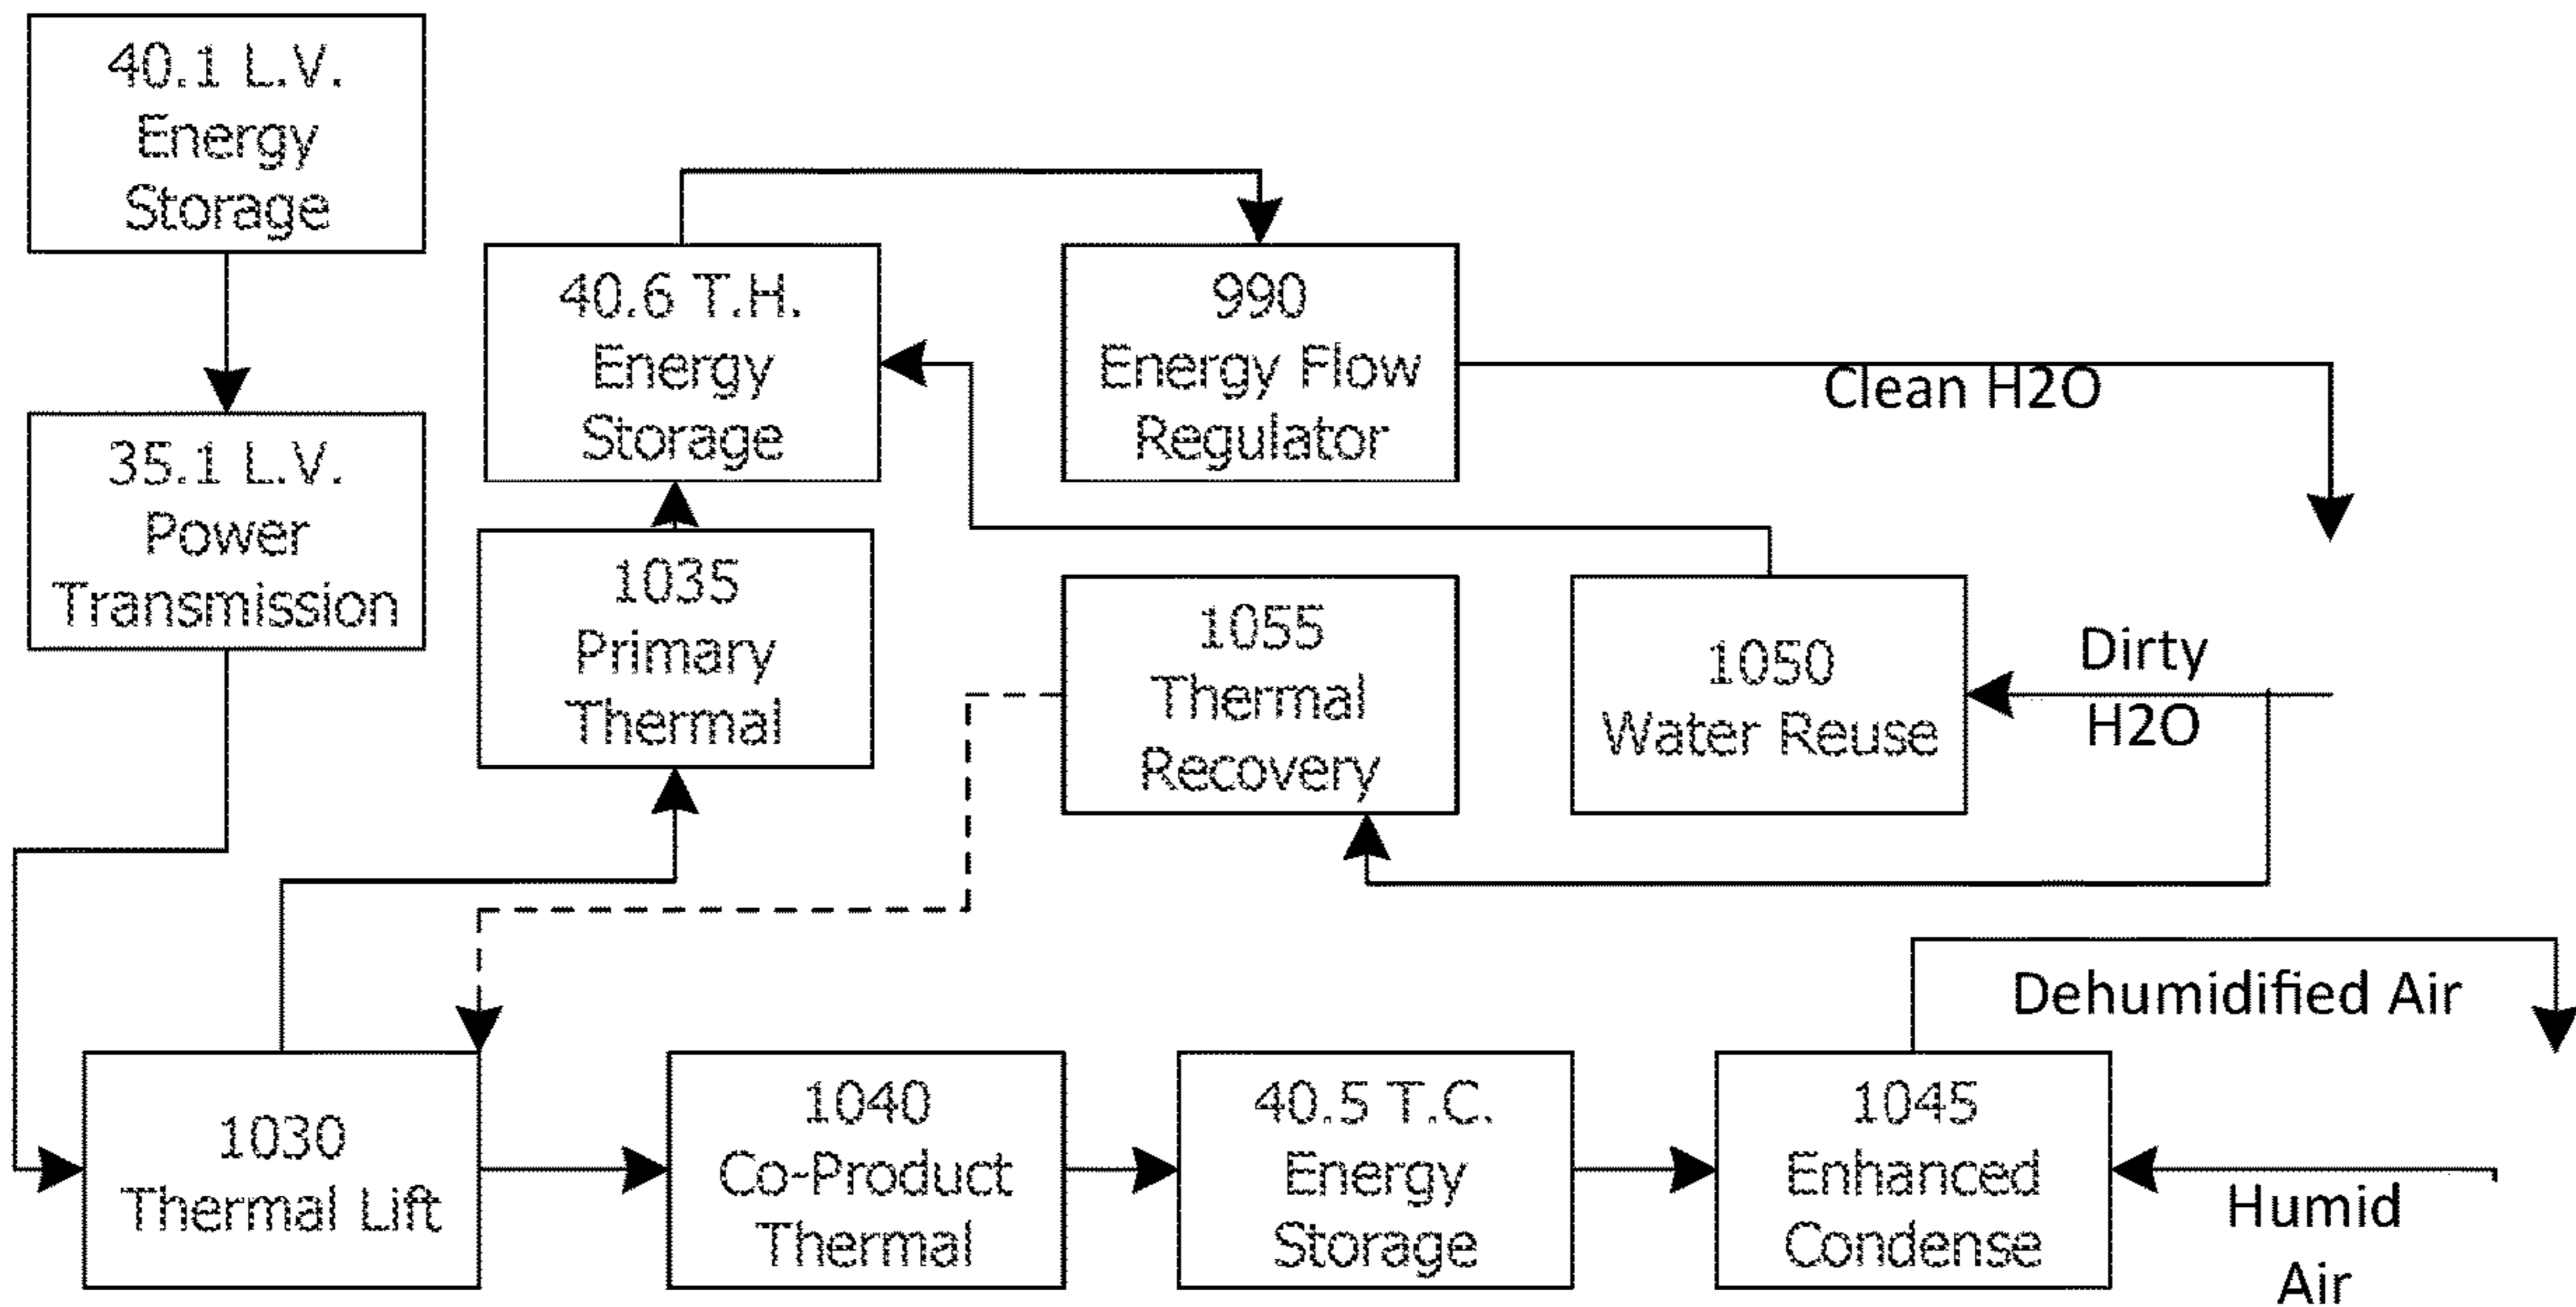 40.1 L.V.
Energy
Storage
40.6 T.H.
Energy
Storage
990
Energy Flow
Regulator
Clean H2O
35.1 L.V.
Power
Transmission
1035
Primary
Thermal
1055
Thermal
Recovery
1050
Water Reuse
Dirty
H2O
Dehumidified Air
1030
Thermal Lift
1040
Co-Product
Thermal
40.5 T.C.
Energy
Storage
1045
Enhanced
Condense
Humid
Air